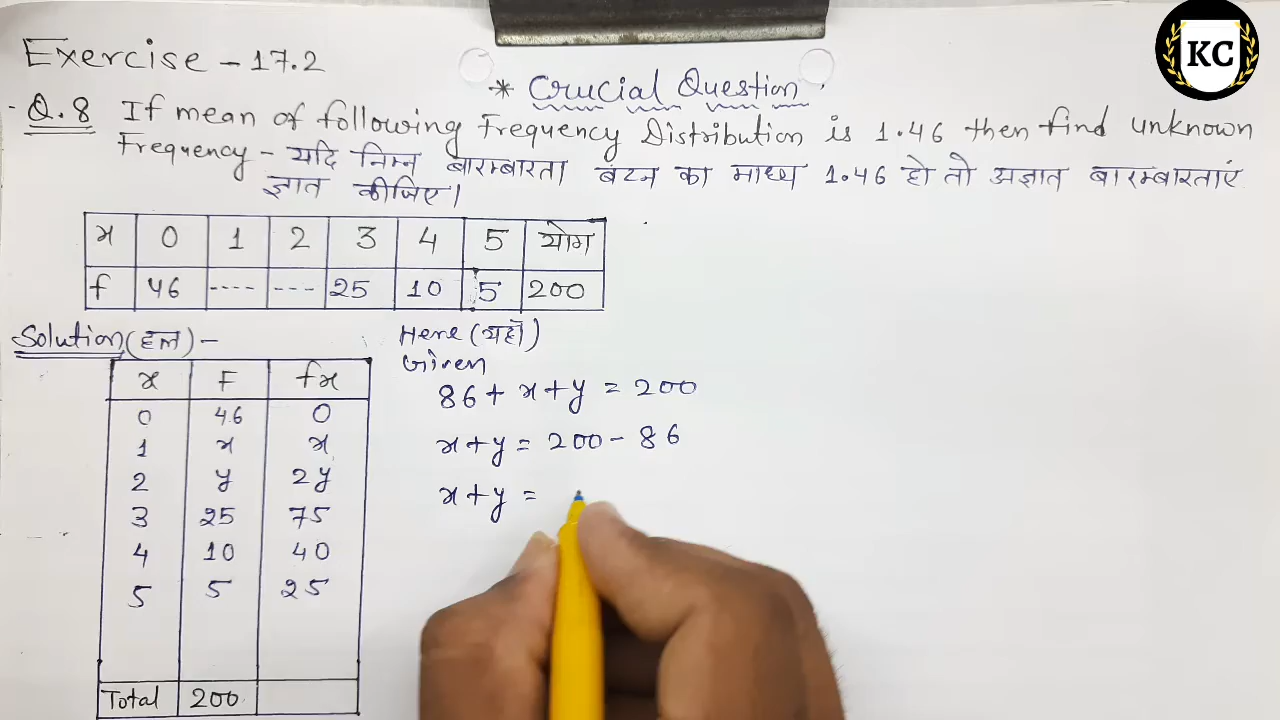 KC
Exercise - 17.2
* Crucial Question
Q.8 If mean of following Frequency Distribution is 1.46 then find unknown
Frequency - यदि निम्न बारम्बारता बंटन का माध्य 1.46 हो तो अज्ञात बारम्बारताएं
ज्ञात कीजिए।
x 0 1 2 3 4 5 योग
f 46 ---- --- 25 10 5 200
Solution (हल) -
x F fx
0 46 0
1 x x
2 y 2y
3 25 75
4 10 40
5 5 25
Total 200
Here (यहाँ)
Given
86 + x + y = 200
x + y = 200 - 86
x + y =